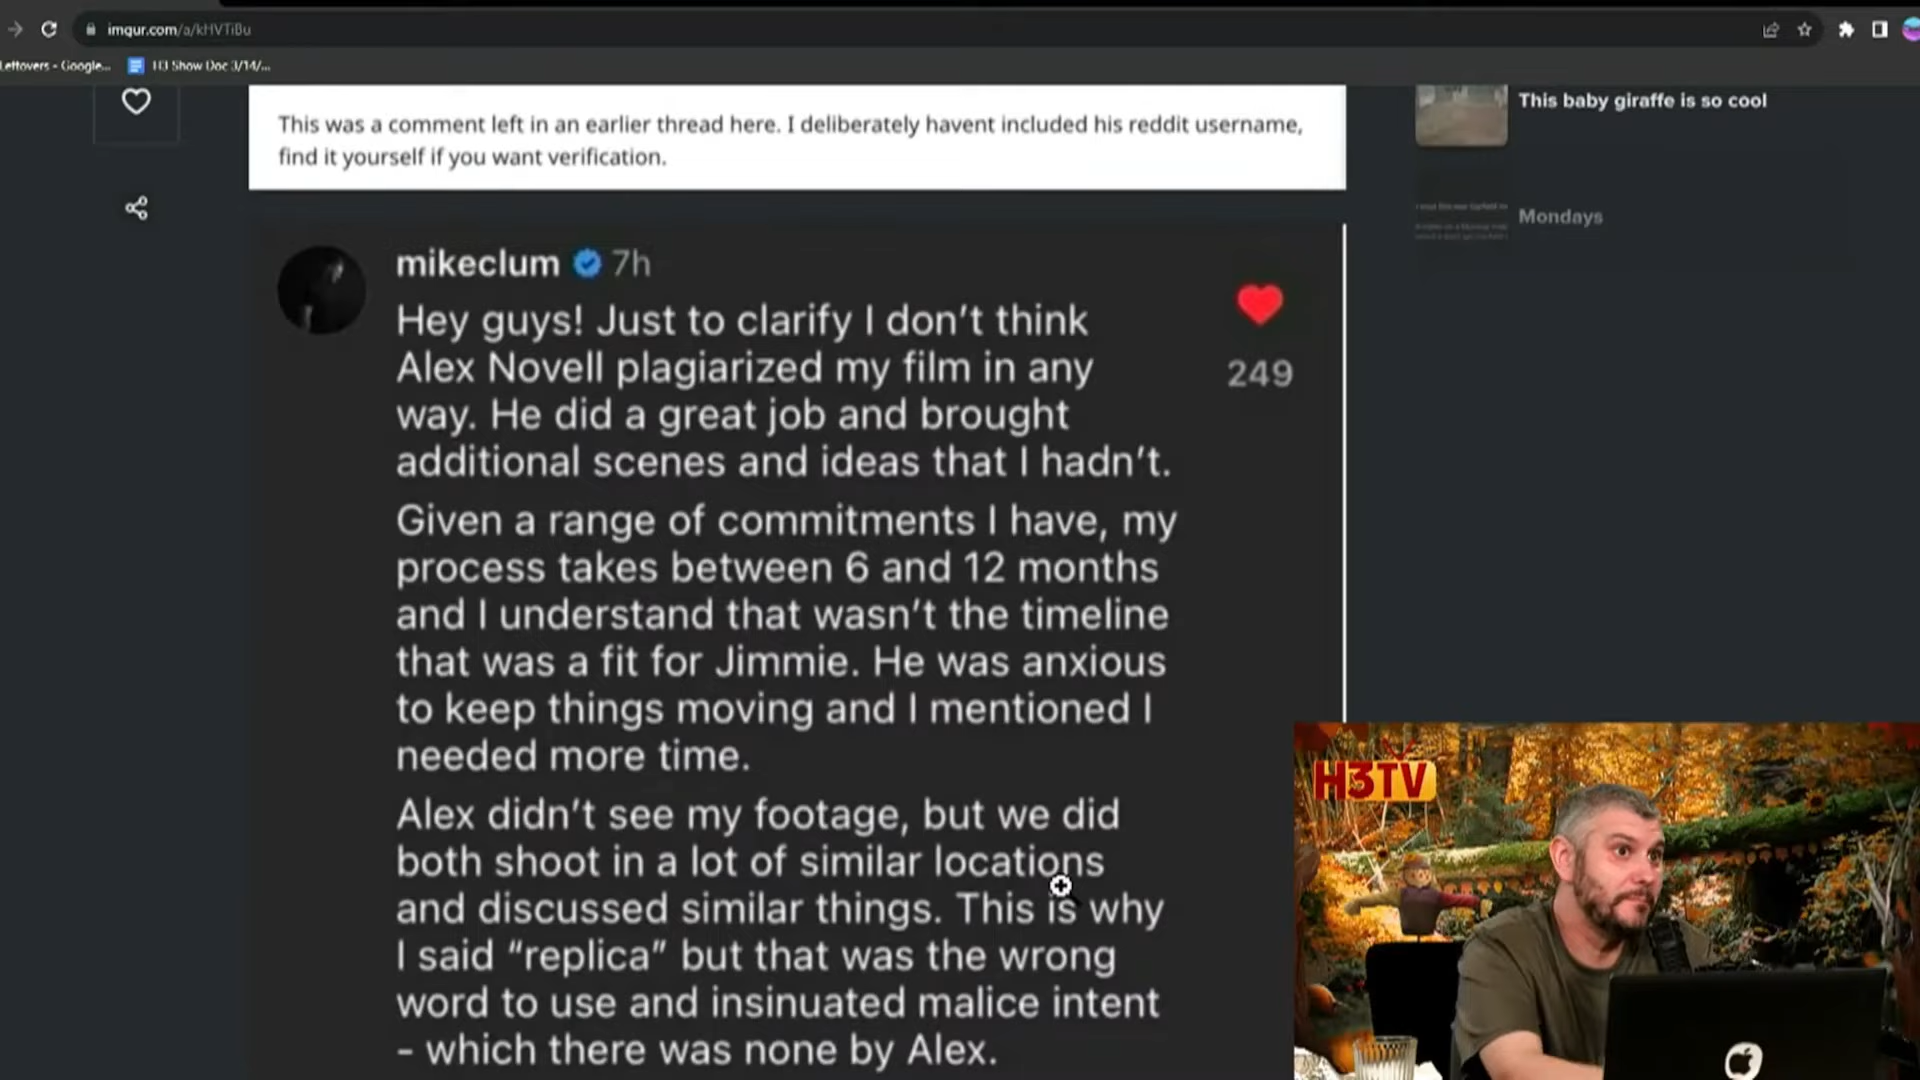 imgur.com/a/kHVTiBu
Leftovers - Google...
H3 Show Doc 3/14/...
This was a comment left in an earlier thread here. I deliberately havent included his reddit username,
find it yourself if you want verification.
This baby giraffe is so cool
Mondays
mikeclum 7h
Hey guys! Just to clarify I don't think
Alex Novell plagiarized my film in any
way. He did a great job and brought
additional scenes and ideas that I hadn't.
249
Given a range of commitments I have, my
process takes between 6 and 12 months
and I understand that wasn't the timeline
that was a fit for Jimmie. He was anxious
to keep things moving and I mentioned I
needed more time.
Alex didn't see my footage, but we did
both shoot in a lot of similar locations
and discussed similar things. This is why
I said “replica” but that was the wrong
word to use and insinuated malice intent
- which there was none by Alex.
H3TV